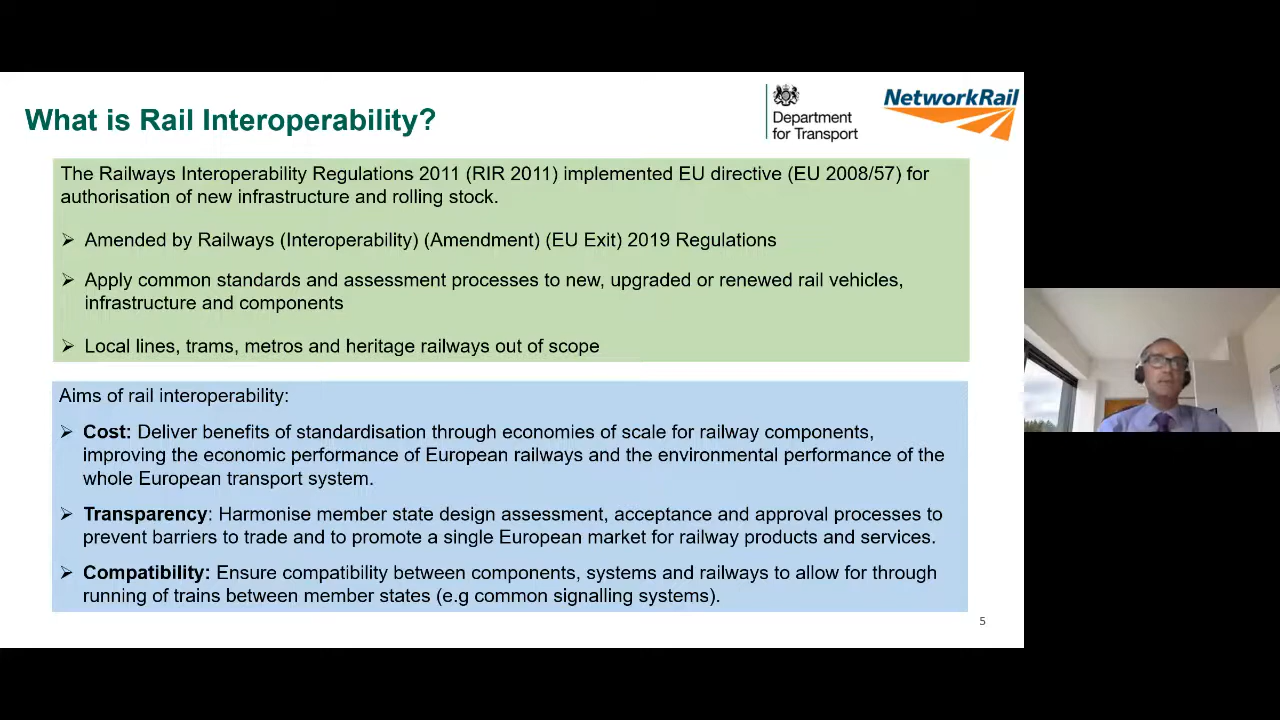 What is Rail Interoperability?
Department
for Transport
NetworkRail
The Railways Interoperability Regulations 2011 (RIR 2011) implemented EU directive (EU 2008/57) for
authorisation of new infrastructure and rolling stock.
➢ Amended by Railways (Interoperability) (Amendment) (EU Exit) 2019 Regulations
➢ Apply common standards and assessment processes to new, upgraded or renewed rail vehicles,
infrastructure and components
➢ Local lines, trams, metros and heritage railways out of scope
Aims of rail interoperability:
➢ Cost: Deliver benefits of standardisation through economies of scale for railway components,
improving the economic performance of European railways and the environmental performance of the
whole European transport system.
➢ Transparency: Harmonise member state design assessment, acceptance and approval processes to
prevent barriers to trade and to promote a single European market for railway products and services.
➢ Compatibility: Ensure compatibility between components, systems and railways to allow for through
running of trains between member states (e.g common signalling systems).
5